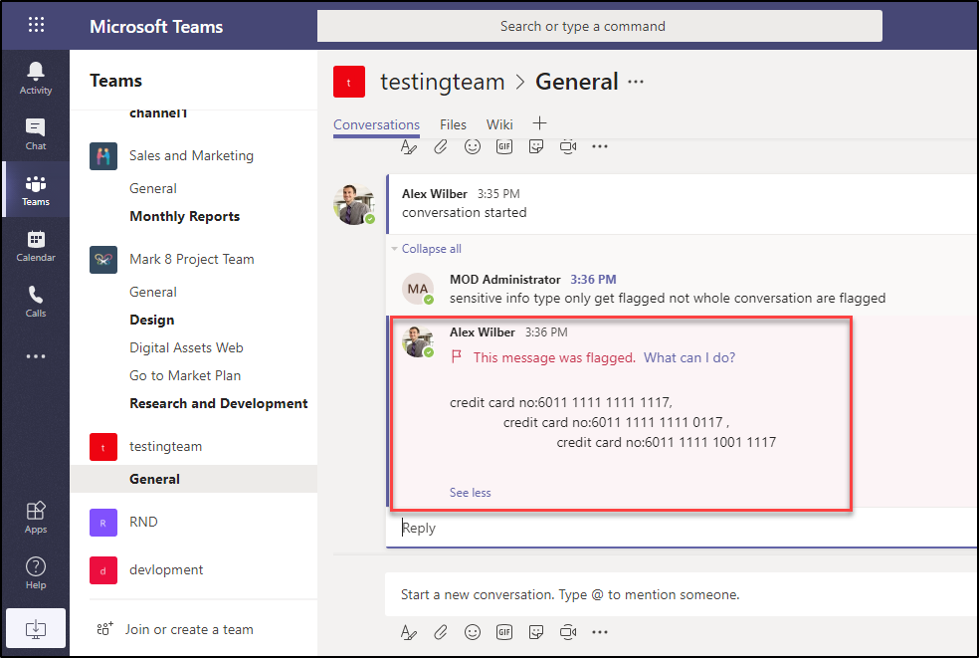 Microsoft Teams
Search or type a command
Activity
Chat
Teams
Calendar
Calls
Apps
Help
Teams
channel1
Sales and Marketing
General
Monthly Reports
Mark 8 Project Team
General
Design
Digital Assets Web
Go to Market Plan
Research and Development
t
testingteam
General
R
RND
d
devlopment
Join or create a team
t
testingteam > General ...
Conversations Files Wiki +
GIF
Alex Wilber 3:35 PM
conversation started
Collapse all
MA
MOD Administrator 3:36 PM
sensitive info type only get flagged not whole conversation are flagged
Alex Wilber 3:36 PM
This message was flagged. What can I do?
credit card no:6011 1111 1111 1117,
credit card no:6011 1111 1111 0117 ,
credit card no:6011 1111 1001 1117
See less
Reply
Start a new conversation. Type @ to mention someone.
GIF